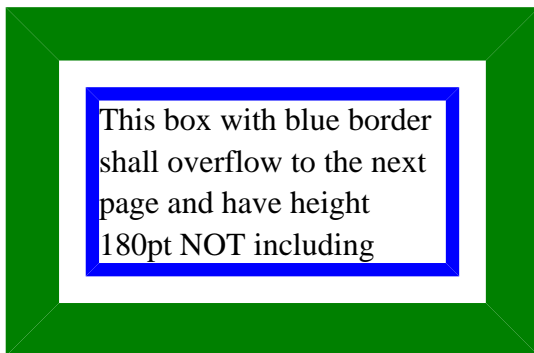 This box with blue border
shall overflow to the next
page and have height
180pt NOT including